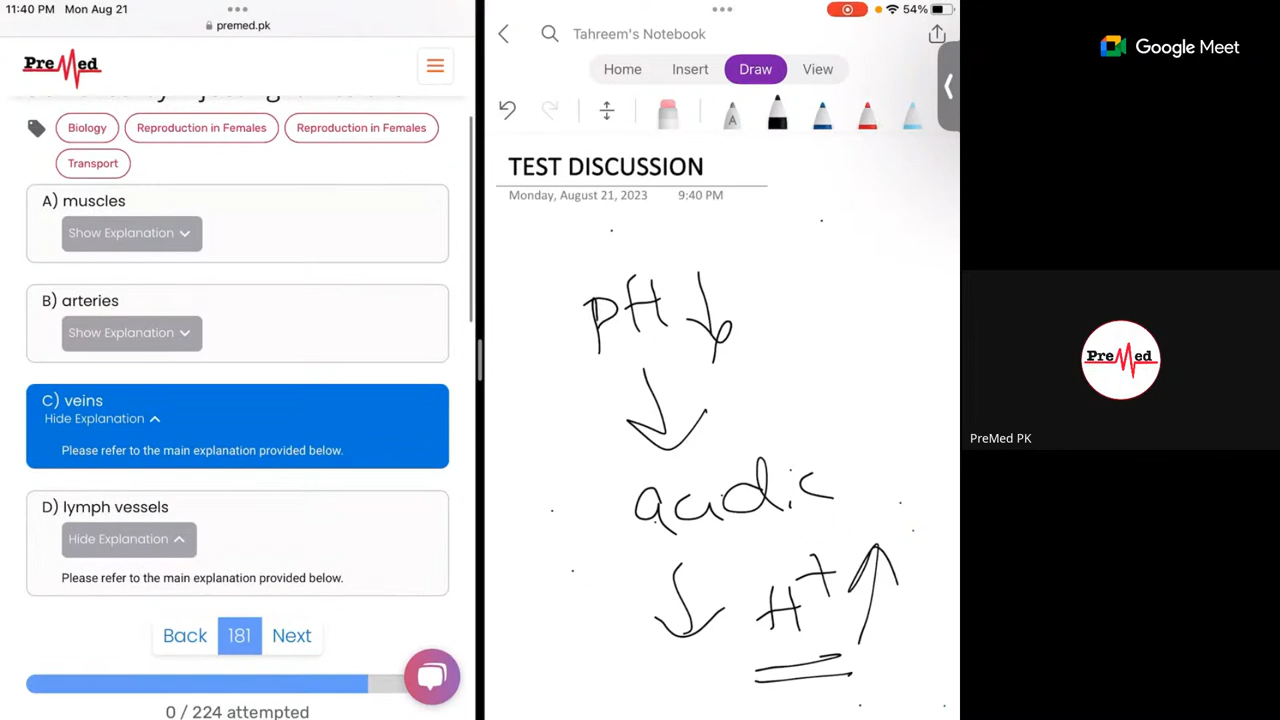 11:40 PM Mon Aug 21
premed.pk
PreMed
Biology
Reproduction in Females
Reproduction in Females
Transport
A) muscles
Show Explanation
B) arteries
Show Explanation
C) veins
Hide Explanation
Please refer to the main explanation provided below.
D) lymph vessels
Hide Explanation
Please refer to the main explanation provided below.
Back 181 Next
0 / 224 attempted
54%
Tahreem's Notebook
Home Insert Draw View
A
TEST DISCUSSION
Monday, August 21, 2023 9:40 PM
pH ↓
↓
acidic
↓ H+ ↑
Google Meet
PreMed
PreMed PK